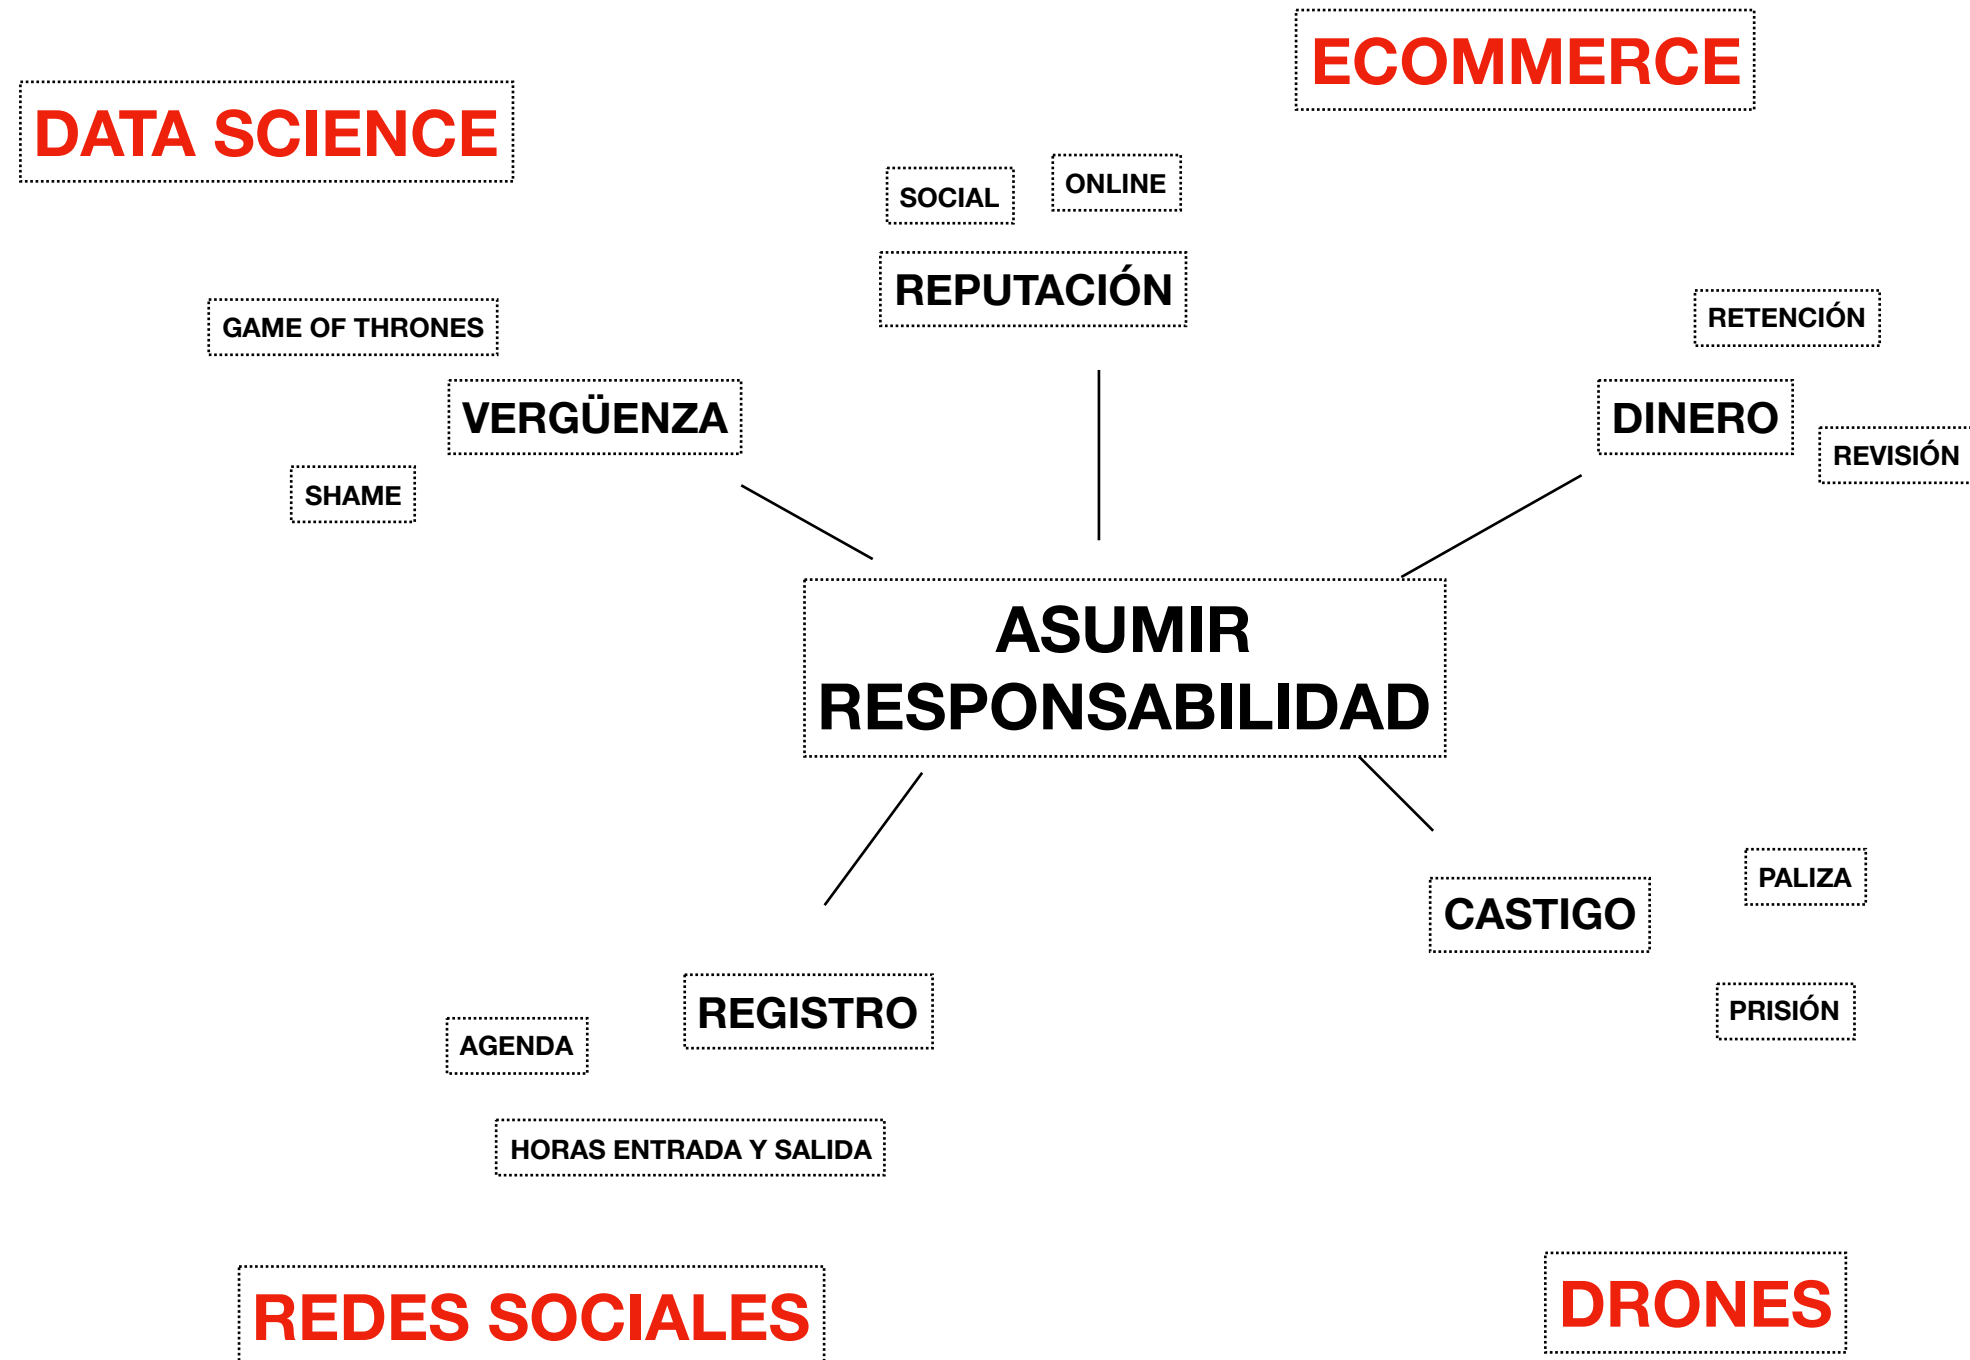 ECOMMERCE
DATA SCIENCE
SOCIAL
ONLINE
REPUTACIÓN
GAME OF THRONES
RETENCIÓN
VERGÜENZA
DINERO
REVISIÓN
SHAME
ASUMIR
RESPONSABILIDAD
PALIZA
CASTIGO
PRISIÓN
REGISTRO
AGENDA
HORAS ENTRADA Y SALIDA
REDES SOCIALES
DRONES